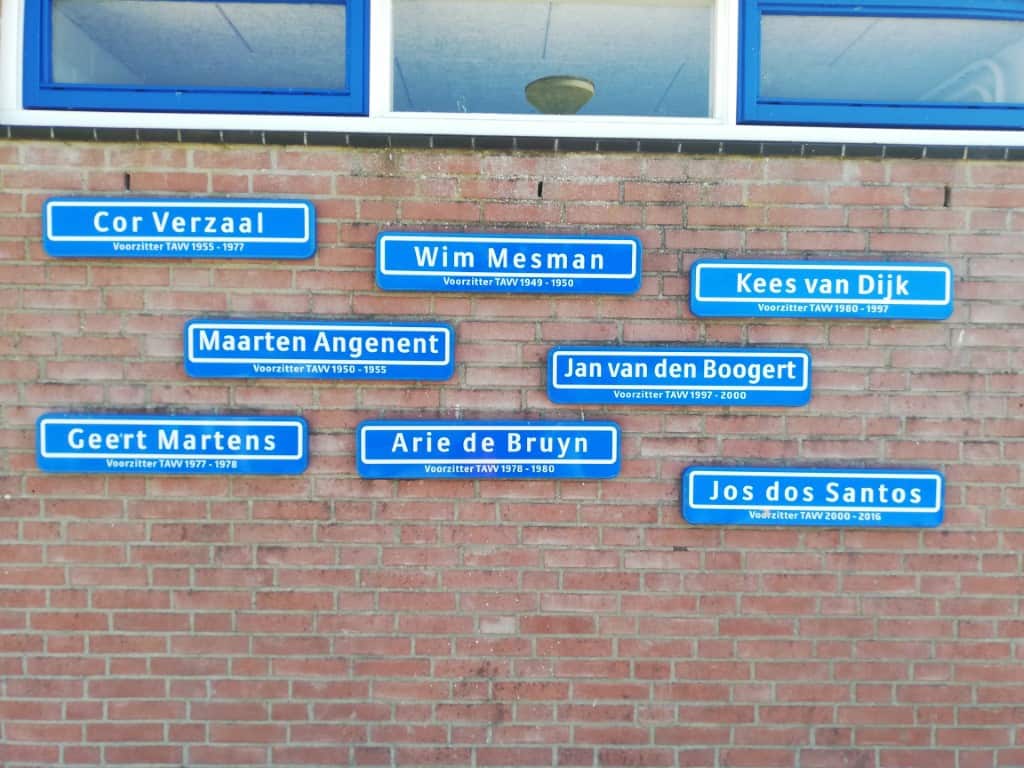 Cor Verzaal
Voorzitter TAVV 1955 - 1977
Wim Mesman
Voorzitter TAVV 1949 - 1950
Kees van Dijk
Voorzitter TAVV 1980 - 1997
Maarten Angenent
Voorzitter TAVV 1950 - 1955
Jan van den Boogert
Voorzitter TAVV 1997 - 2000
Geert Martens
Voorzitter TAVV 1977 - 1978
Arie de Bruyn
Voorzitter TAVV 1978 - 1980
Jos dos Santos
Voorzitter TAVV 2000 - 2016